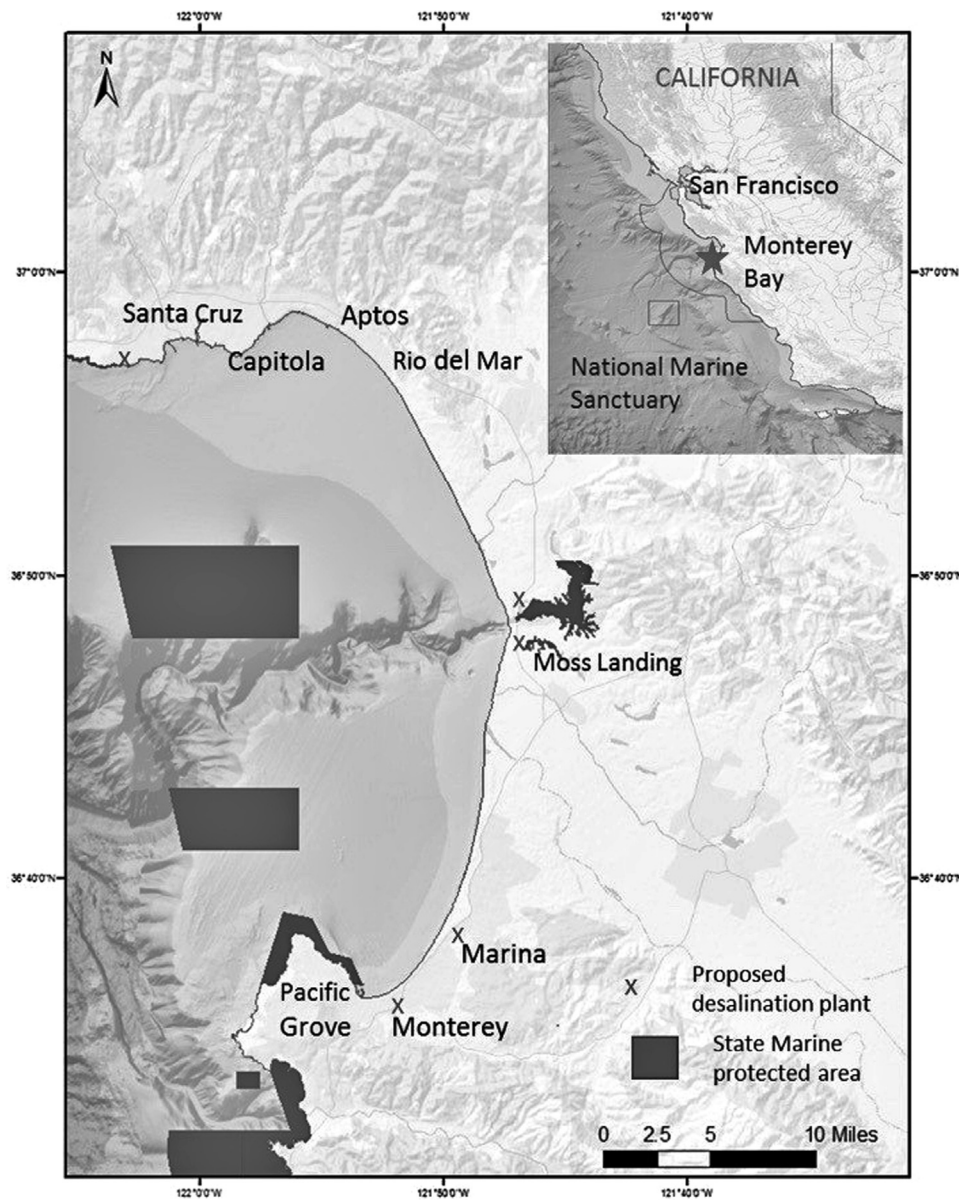 122°0'0"W 121°50'0"W 121°40'0"W
N
CALIFORNIA
San Francisco
Monterey
Bay
National Marine
Sanctuary
37°0'0"N 37°0'0"N
Santa Cruz
Aptos
Capitola
Rio del Mar
X
36°50'0"N 36°50'0"N
X
X
Moss Landing
36°40'0"N 36°40'0"N
X
Marina
Pacific
Grove
X
Monterey
X Proposed
desalination plant
State Marine
protected area
0 2.5 5 10 Miles
122°0'0"W 121°50'0"W 121°40'0"W